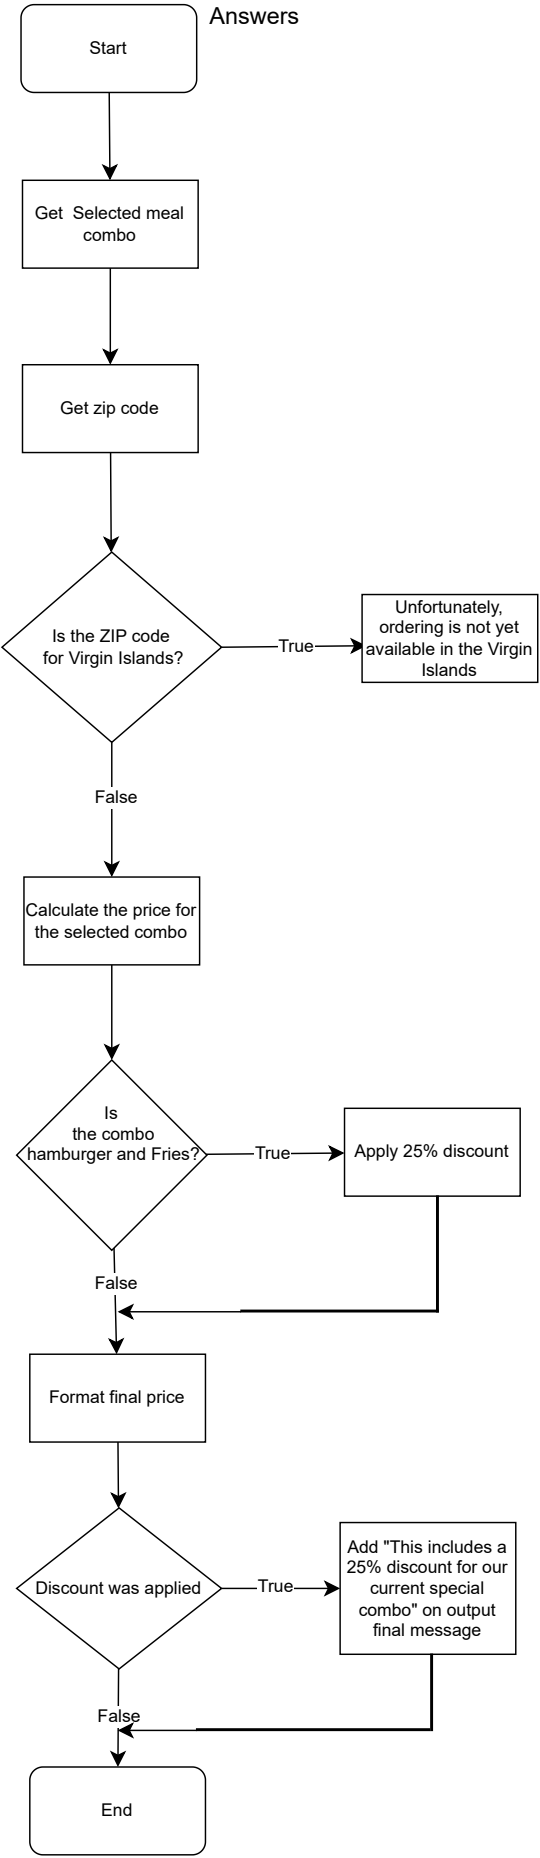 Answers
Start
Get  Selected meal
combo
Get zip code
Is the ZIP code
for Virgin Islands?
True
Unfortunately,
ordering is not yet
available in the Virgin
Islands
False
Calculate the price for
the selected combo
Is
the combo
hamburger and Fries?
True
Apply 25% discount
False
Format final price
Discount was applied
True
Add "This includes a
25% discount for our
current special
combo" on output
final message
False
End